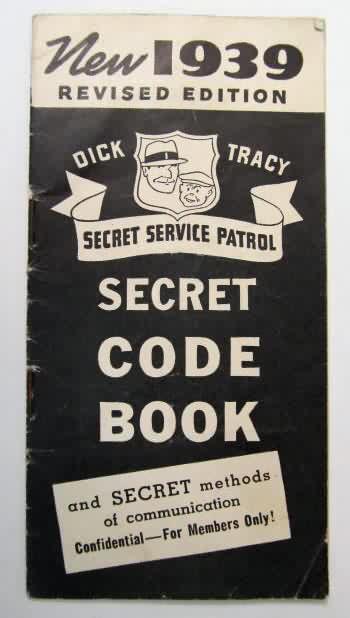 New 1939
REVISED EDITION
DICK TRACY
SECRET SERVICE PATROL
SECRET
CODE
BOOK
and SECRET methods
of communication
Confidential—For Members Only!